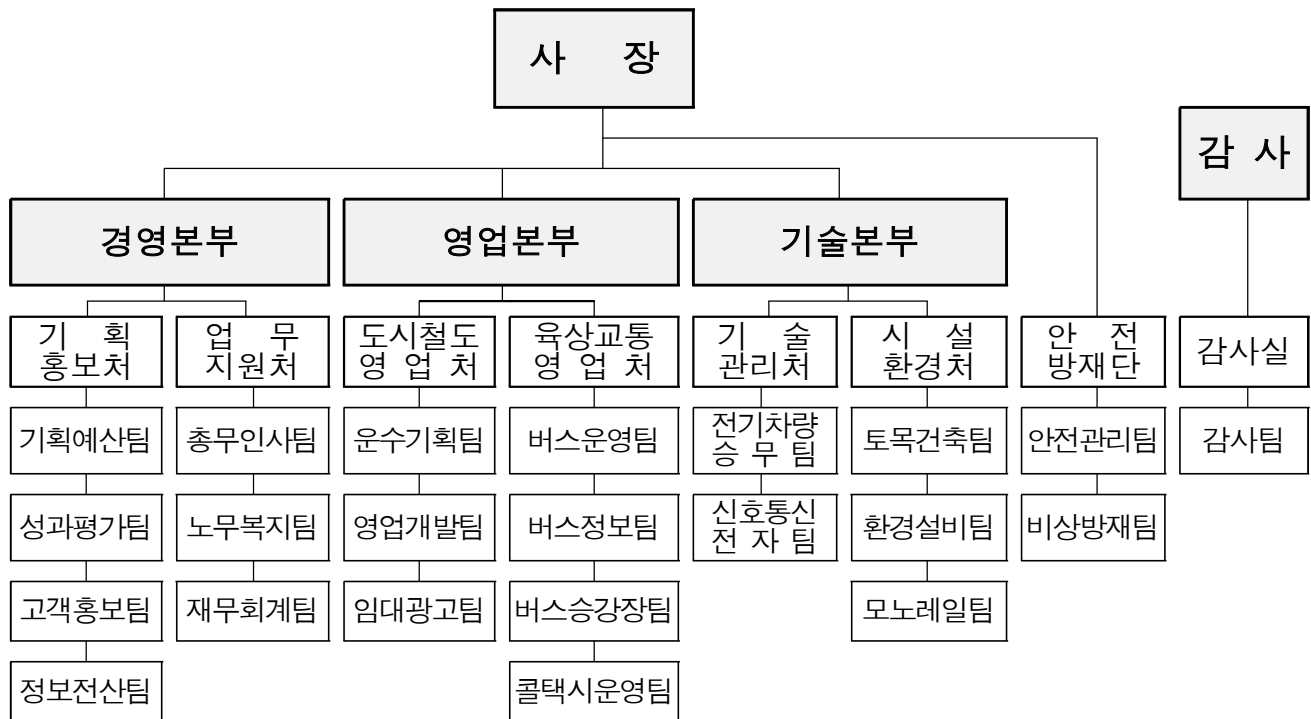 사 장
감 사
경영본부
영업본부
기술본부
기 획
홍보처
업 무
지원처
도시철도
영 업 처
육상교통
영 업 처
기 술
관리처
시 설
환경처
안 전
방재단
감사실
기획예산팀
총무인사팀
운수기획팀
버스운영팀
전기차량
승 무 팀
토목건축팀
안전관리팀
감사팀
성과평가팀
노무복지팀
영업개발팀
버스정보팀
신호통신
전 자 팀
환경설비팀
비상방재팀
고객홍보팀
재무회계팀
임대광고팀
버스승강장팀
모노레일팀
정보전산팀
콜택시운영팀